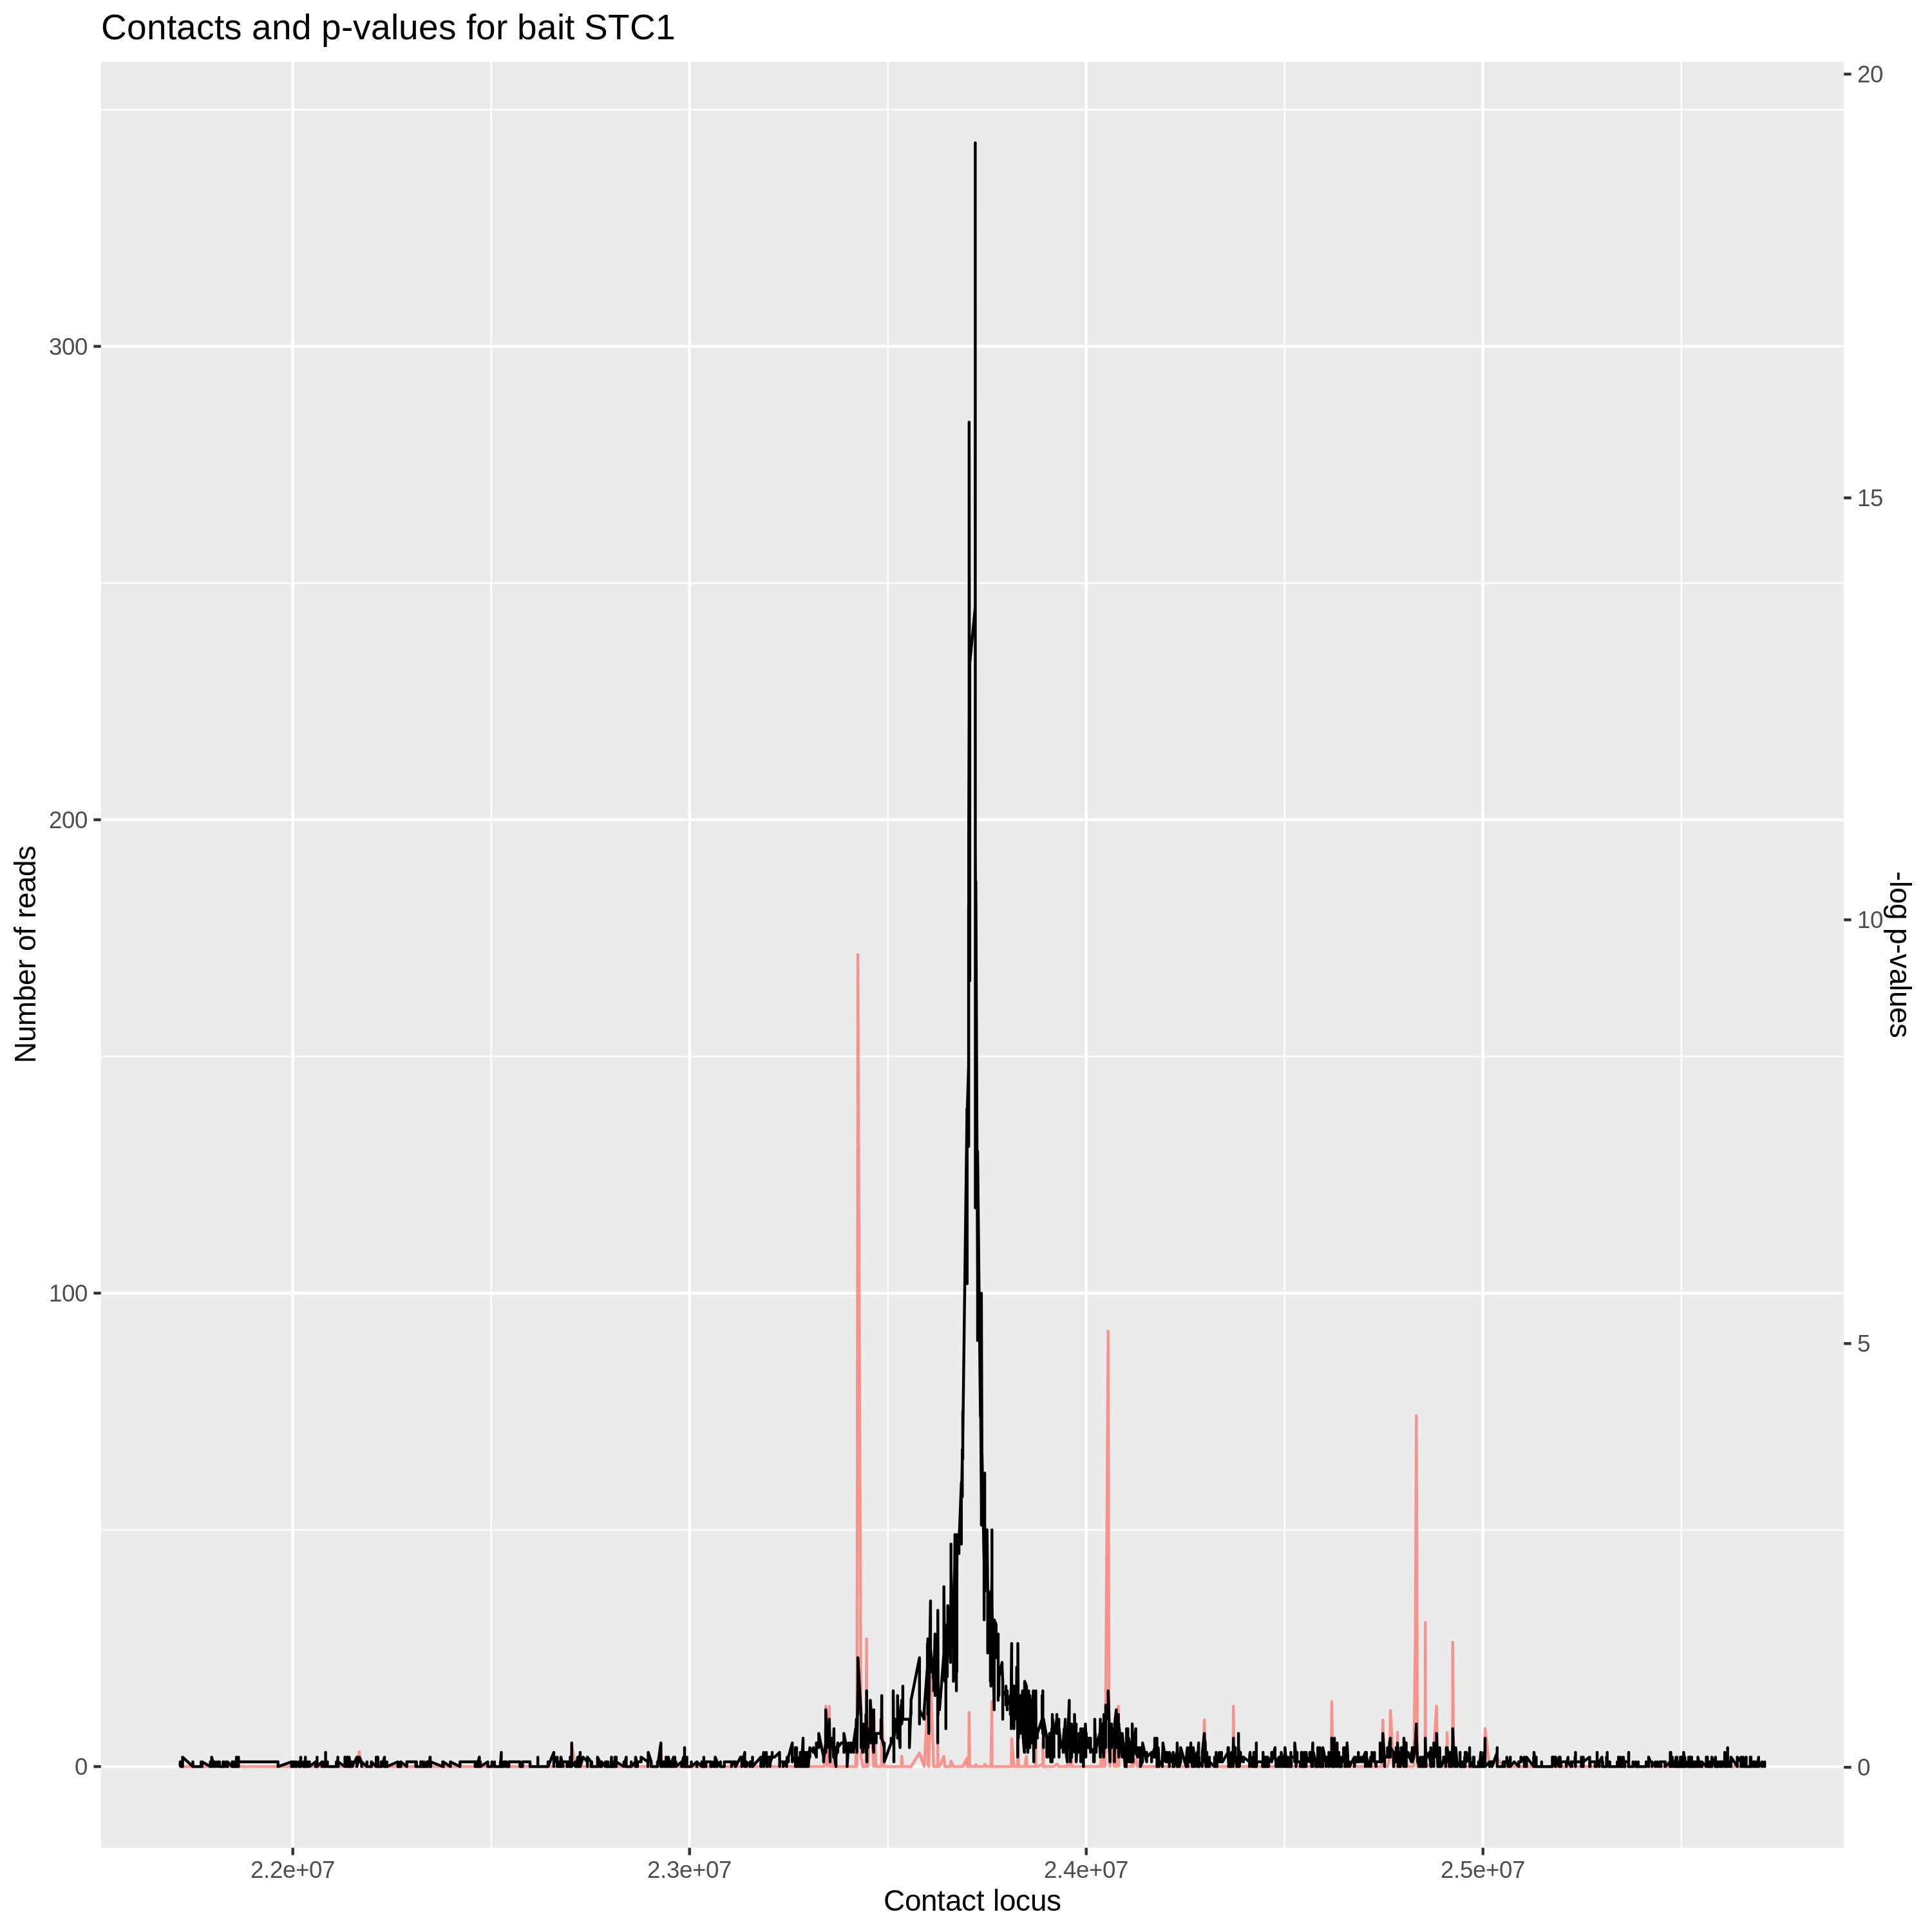 Contacts and p-values for bait STC1
20
15
10
5
0
-log p-values
300
200
100
0
Number of reads
2.2e+07 2.3e+07 2.4e+07 2.5e+07
Contact locus